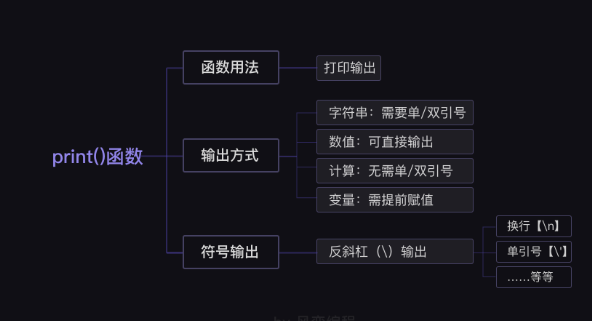 print()函数
函数用法
打印输出
输出方式
字符串：需要单/双引号
数值：可直接输出
计算：无需单/双引号
变量：需提前赋值
符号输出
反斜杠（\）输出
换行【\n】
单引号【\'】
……等等